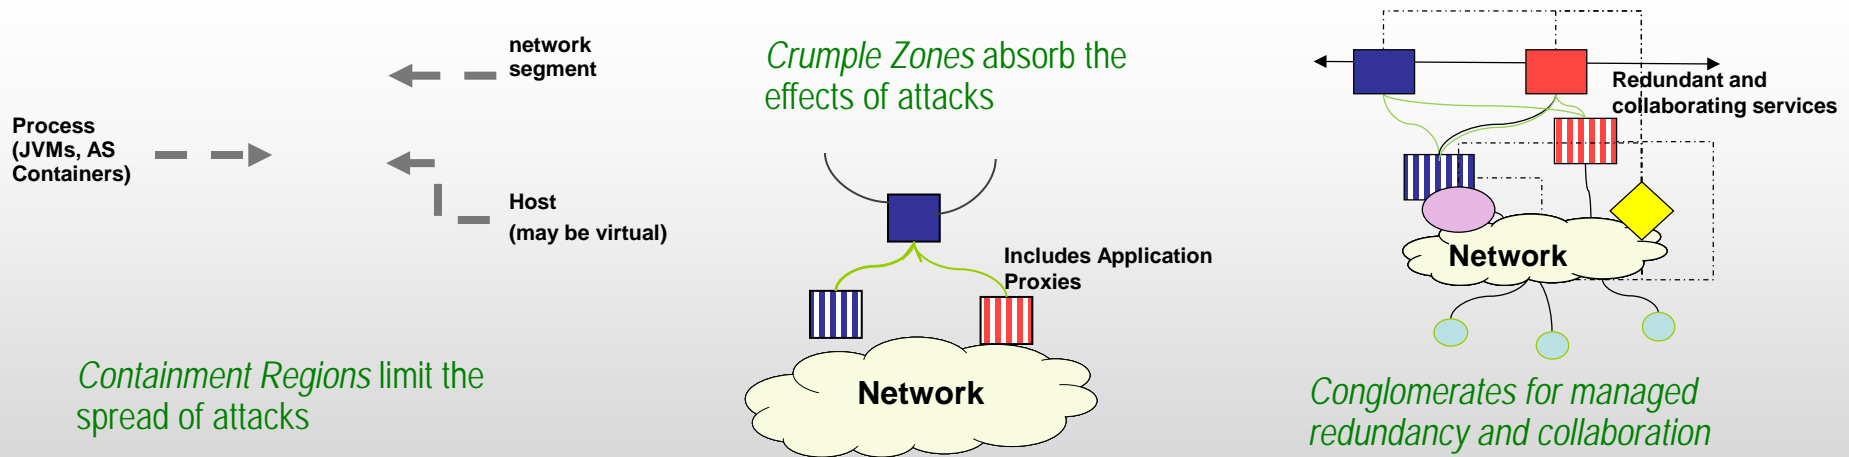 network
segment
Process
(JVMs, AS
Containers)
Host
(may be virtual)
Containment Regions limit the
spread of attacks
Crumple Zones absorb the
effects of attacks
Includes Application
Proxies
Network
Redundant and
collaborating services
Network
Conglomerates for managed
redundancy and collaboration